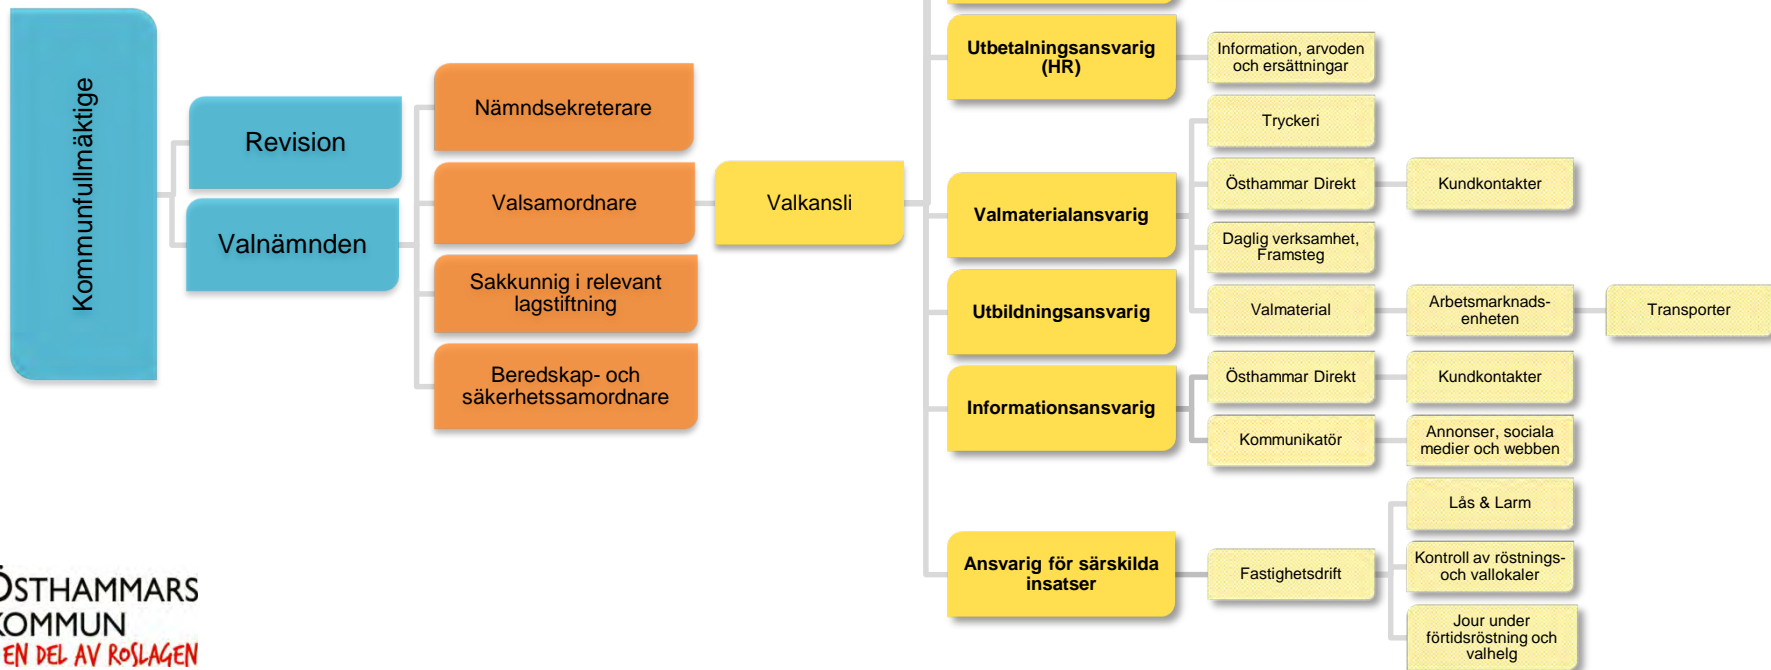 Kommunfullmäktige
Revision
Valnämnden
Nämndsekreterare
Valsamordnare
Sakkunnig i relevant
lagstiftning
Beredskap- och
säkerhetssamordnare
Valkansli
Utbetalningsansvarig
(HR)
Information, arvoden
och ersättningar
Valmaterialansvarig
Tryckeri
Östhammar Direkt
Kundkontakter
Daglig verksamhet,
Framsteg
Valmaterial
Arbetsmarknads-
enheten
Transporter
Utbildningsansvarig
Informationsansvarig
Östhammar Direkt
Kundkontakter
Kommunikatör
Annonser, sociala
medier och webben
Ansvarig för särskilda
insatser
Fastighetsdrift
Lås & Larm
Kontroll av röstnings-
och vallokaler
Jour under
förtidsröstning och
valhelg
ÖSTHAMMARS
KOMMUN
EN DEL AV ROSLAGEN